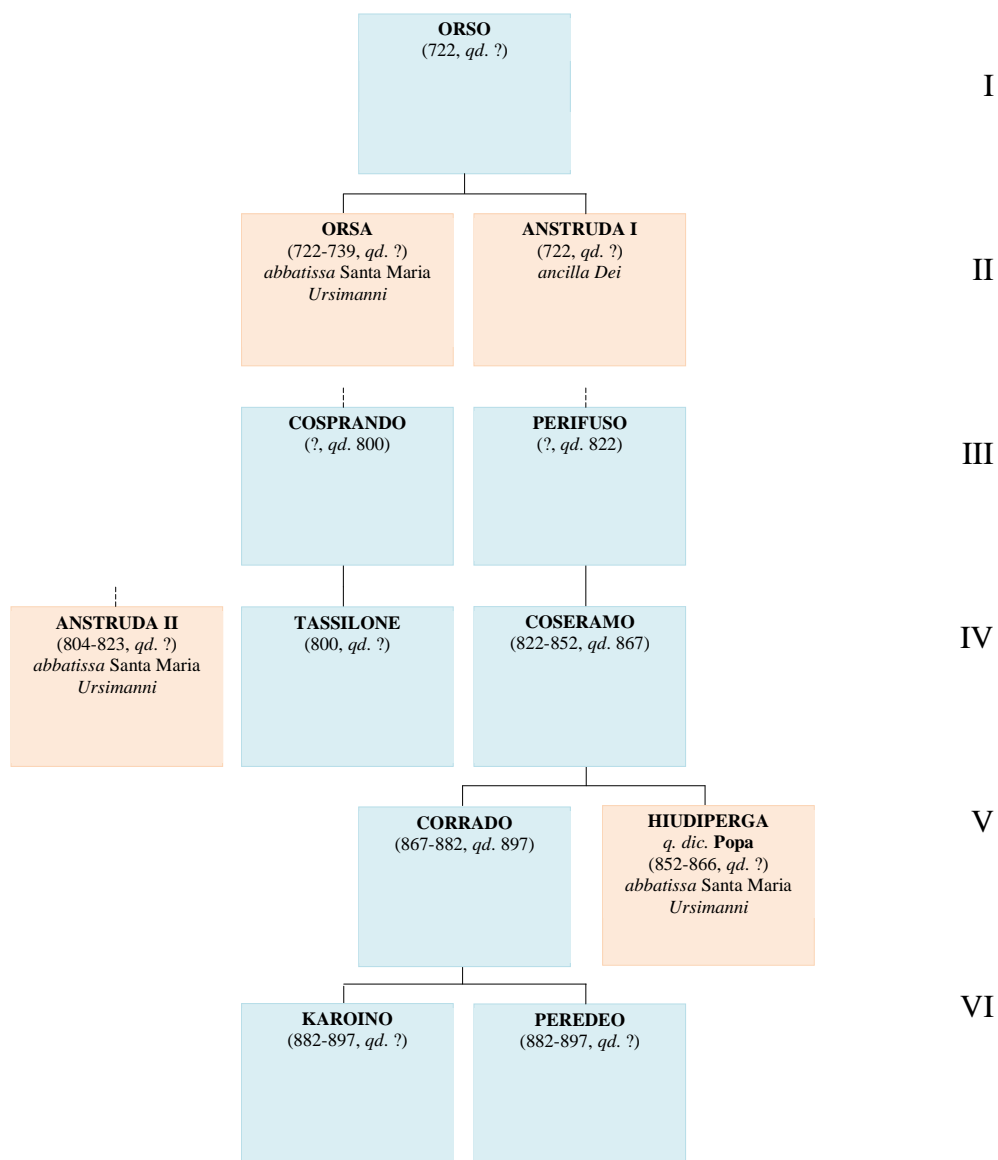 ORSO
(722, qd. ?)
I
ORSA
(722-739, qd. ?)
abbatissa Santa Maria
Ursimanni
ANSTRUDA I
(722, qd. ?)
ancilla Dei
II
COSPRANDO
(?, qd. 800)
PERIFUSO
(?, qd. 822)
III
ANSTRUDA II
(804-823, qd. ?)
abbatissa Santa Maria
Ursimanni
TASSILONE
(800, qd. ?)
COSERAMO
(822-852, qd. 867)
IV
CORRADO
(867-882, qd. 897)
HIUDIPERGA
q. dic. Popa
(852-866, qd. ?)
abbatissa Santa Maria
Ursimanni
V
KAROINO
(882-897, qd. ?)
PEREDEO
(882-897, qd. ?)
VI